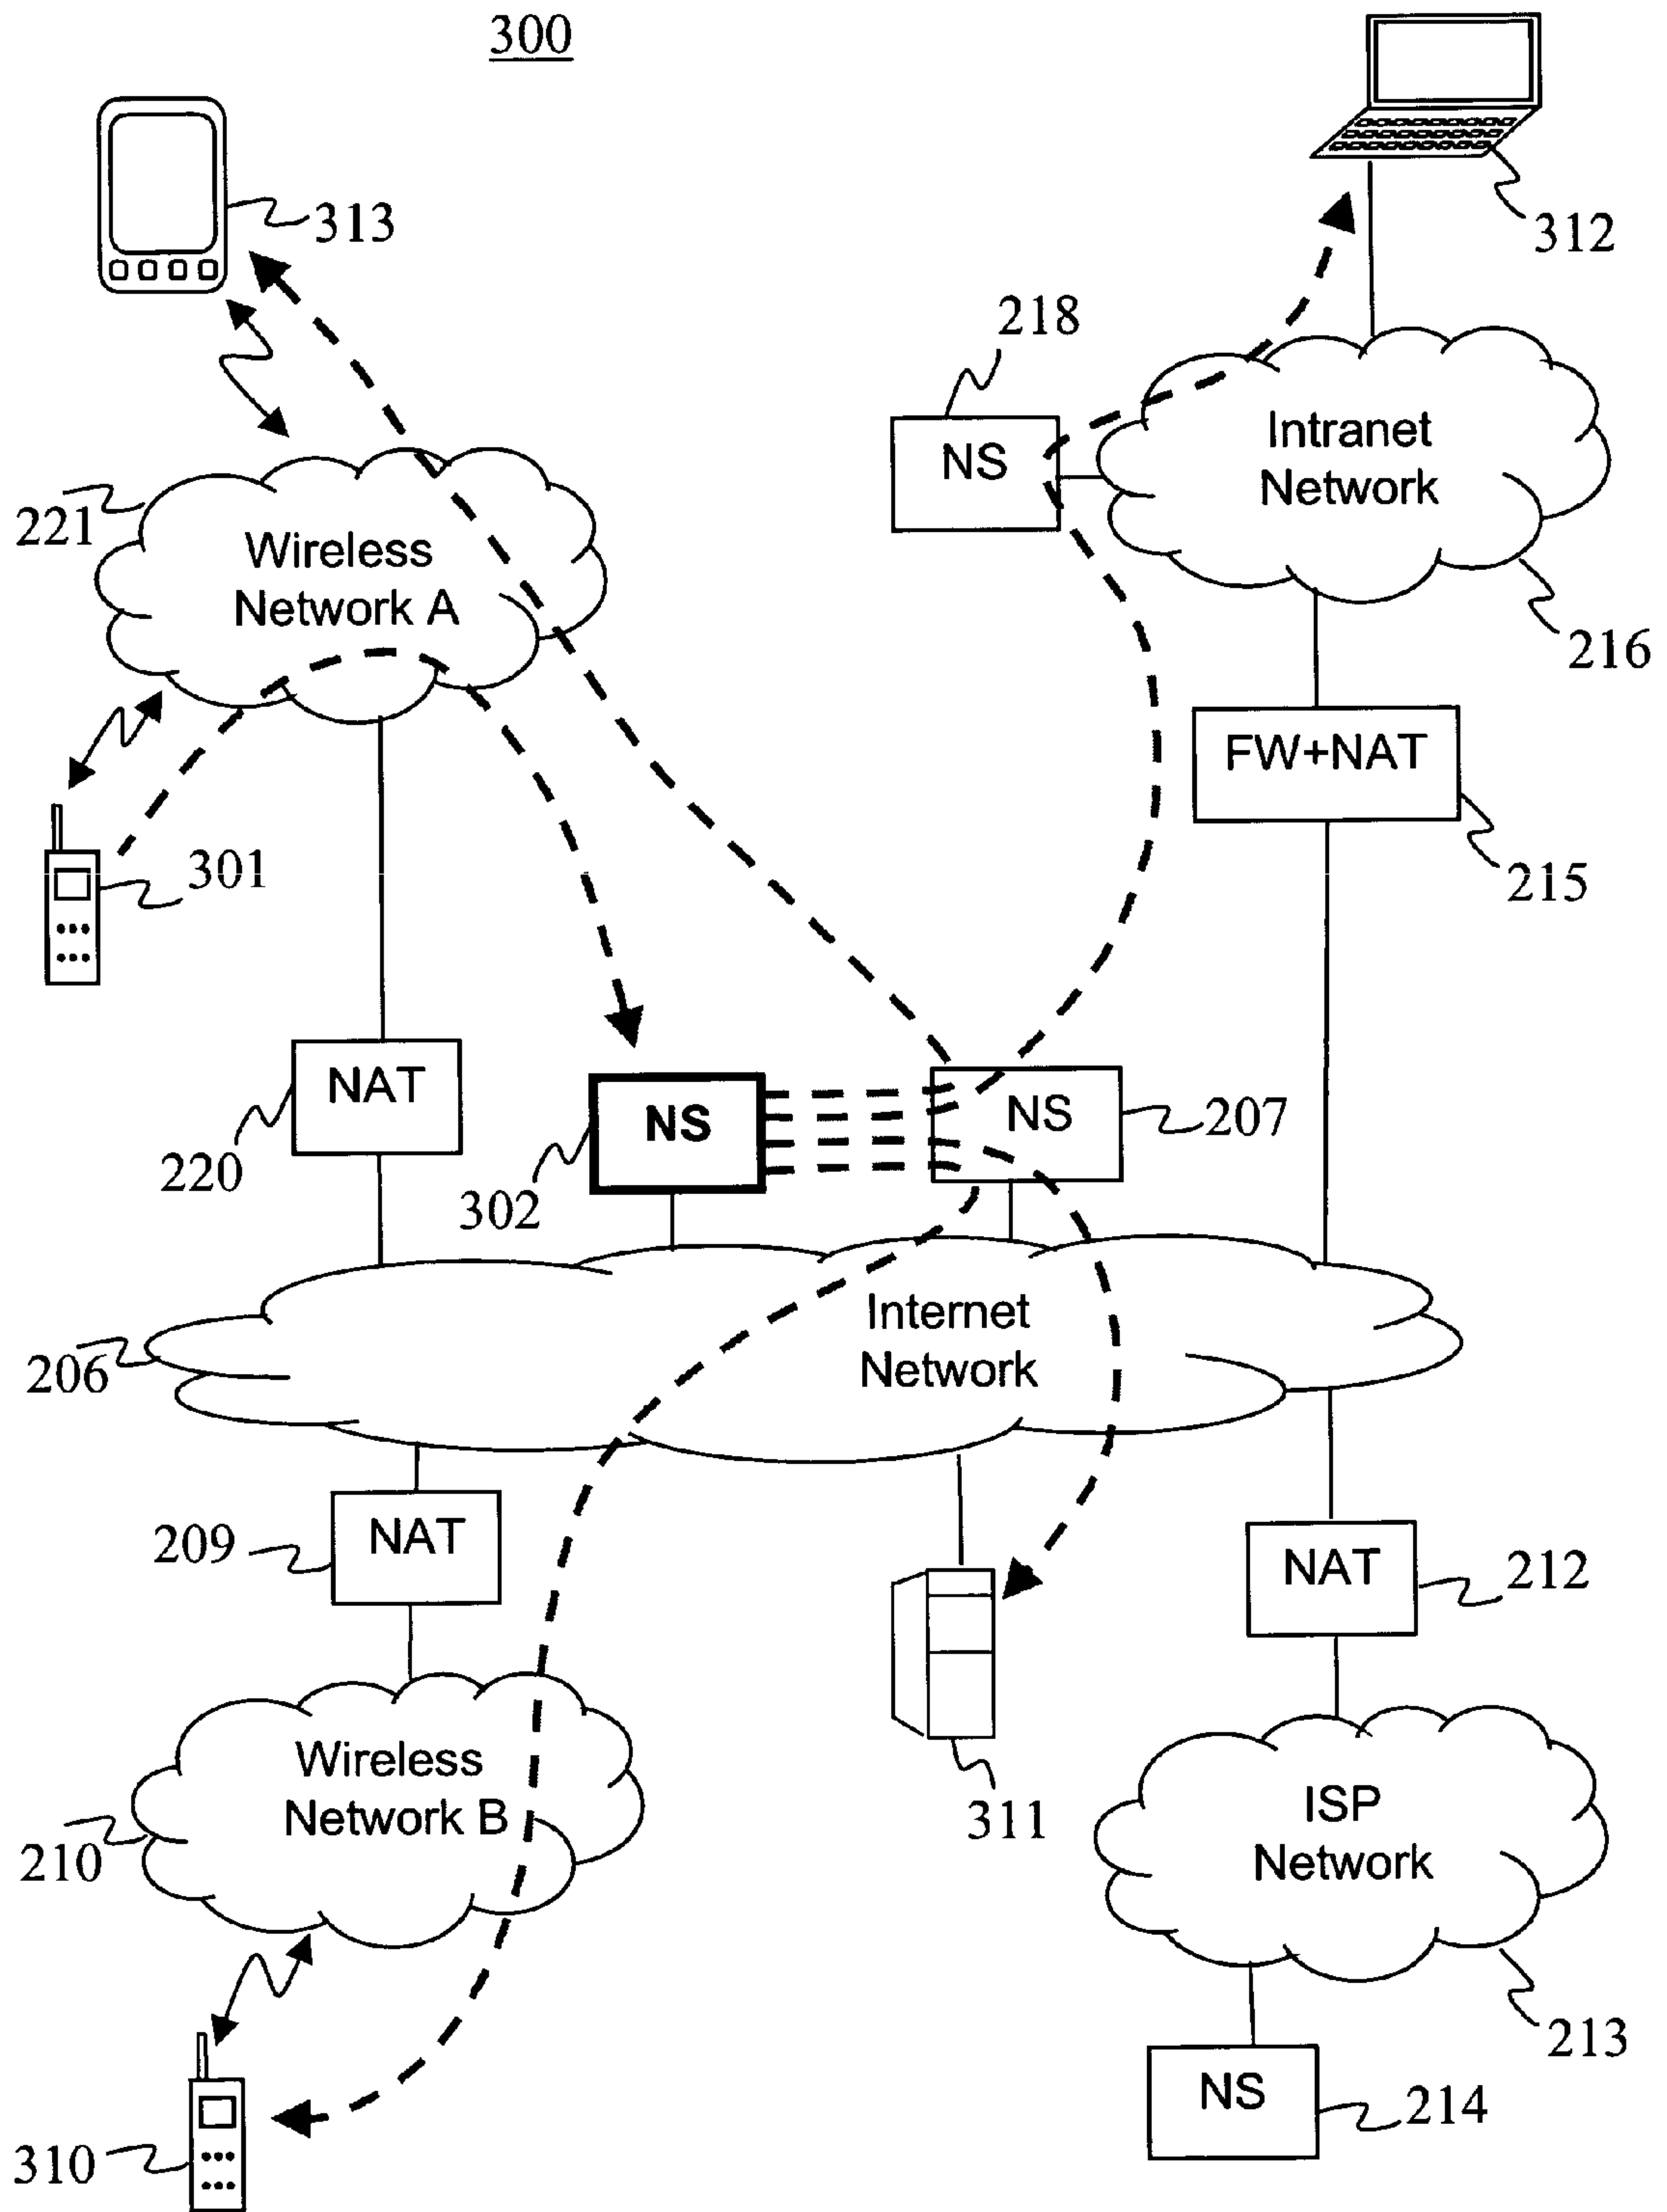 300
313
312
218
NS
Intranet
Network
221
Wireless
Network A
216
FW+NAT
301
215
NAT
NS
NS
207
220
302
Internet
Network
206
NAT
209
NAT
212
Wireless
Network B
311
ISP
Network
210
213
NS
214
310